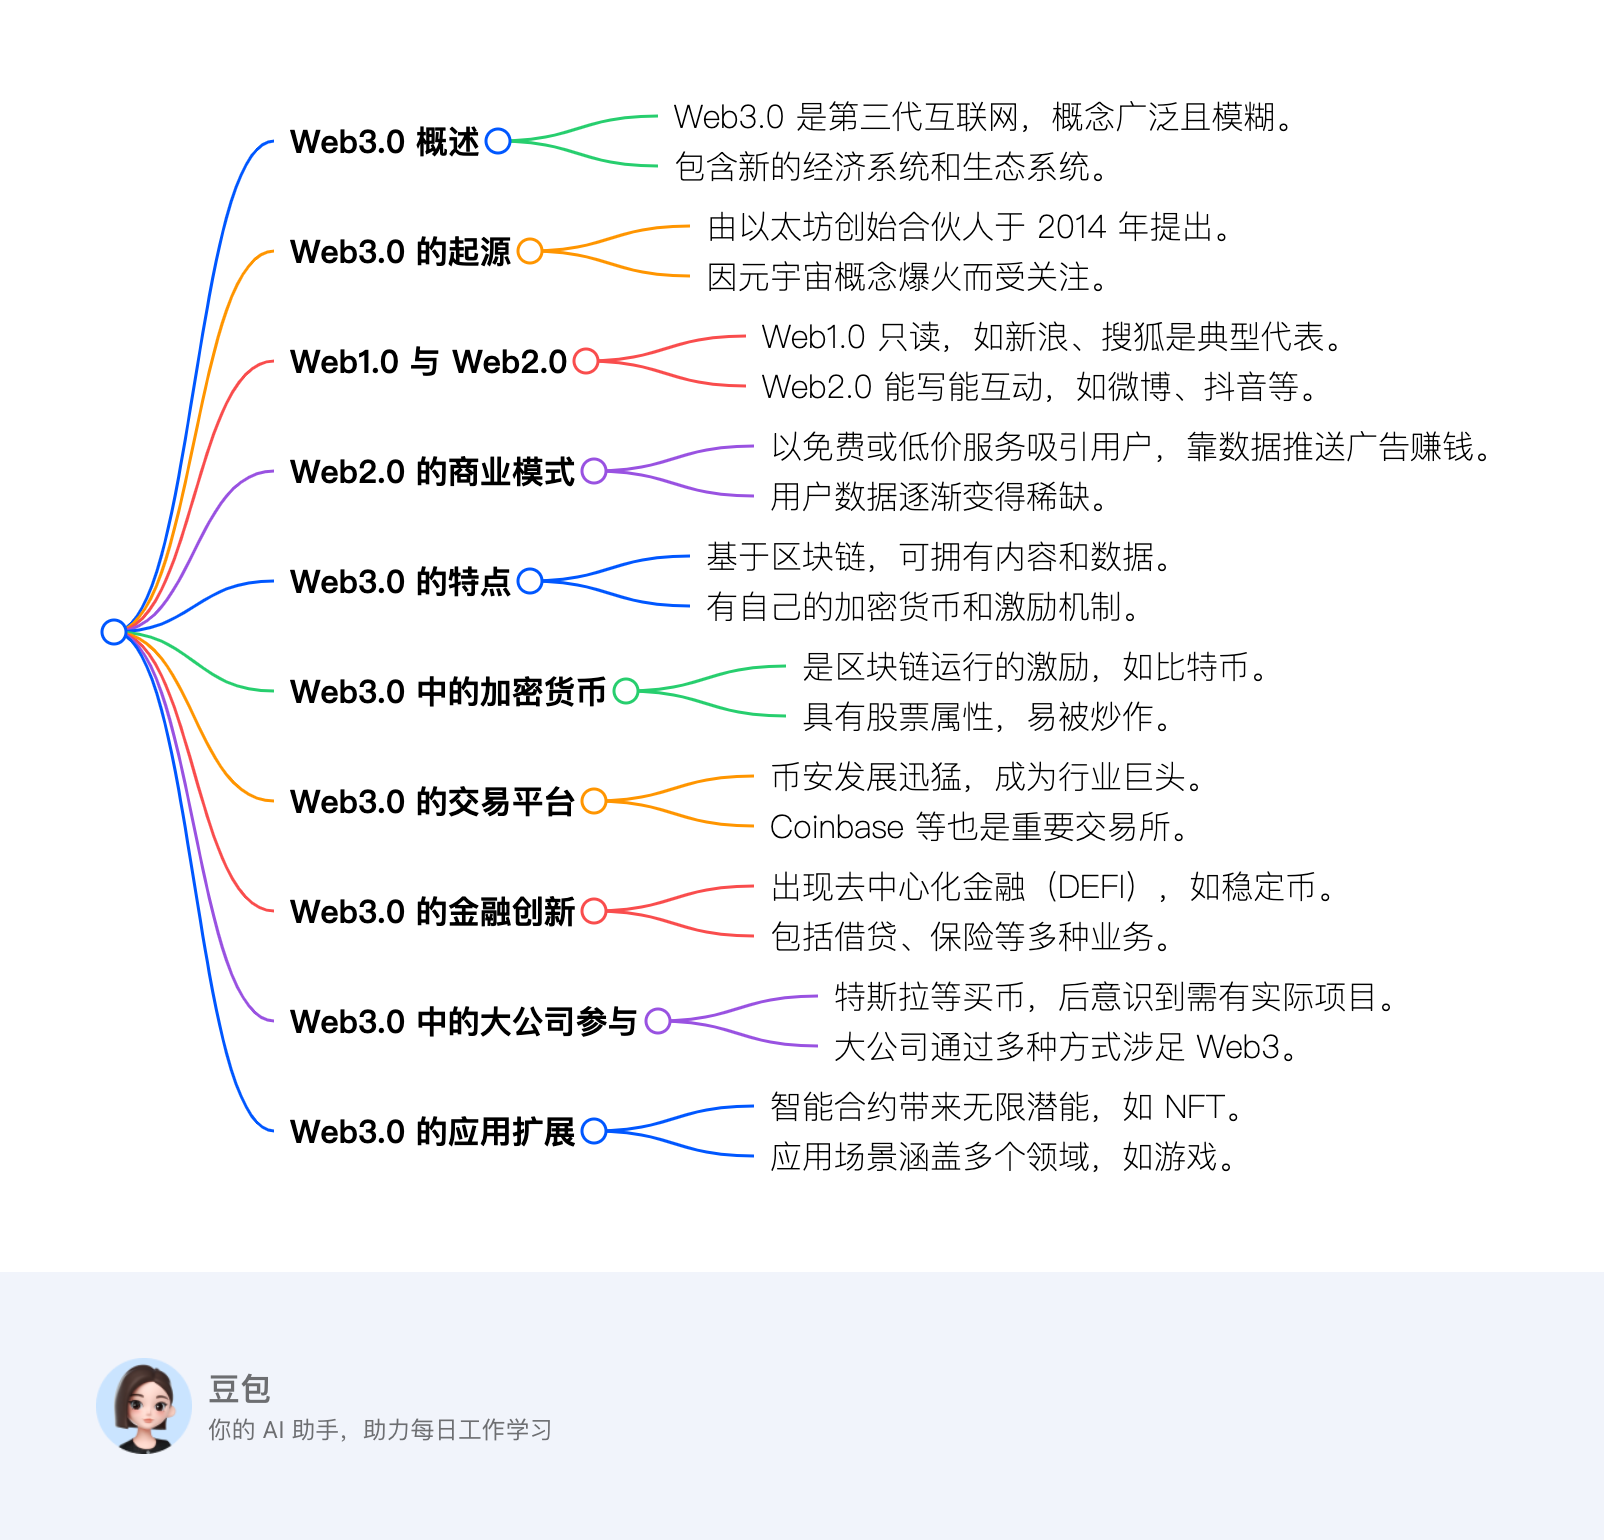 Web3.0 概述
Web3.0 是第三代互联网，概念广泛且模糊。
包含新的经济系统和生态系统。
Web3.0 的起源
由以太坊创始合伙人于 2014 年提出。
因元宇宙概念爆火而受关注。
Web1.0 与 Web2.0
Web1.0 只读，如新浪、搜狐是典型代表。
Web2.0 能写能互动，如微博、抖音等。
Web2.0 的商业模式
以免费或低价服务吸引用户，靠数据推送广告赚钱。
用户数据逐渐变得稀缺。
Web3.0 的特点
基于区块链，可拥有内容和数据。
有自己的加密货币和激励机制。
Web3.0 中的加密货币
是区块链运行的激励，如比特币。
具有股票属性，易被炒作。
Web3.0 的交易平台
币安发展迅猛，成为行业巨头。
Coinbase 等也是重要交易所。
Web3.0 的金融创新
出现去中心化金融（DEFI），如稳定币。
包括借贷、保险等多种业务。
Web3.0 中的大公司参与
特斯拉等买币，后意识到需有实际项目。
大公司通过多种方式涉足 Web3。
Web3.0 的应用扩展
智能合约带来无限潜能，如 NFT。
应用场景涵盖多个领域，如游戏。
豆包
你的 AI 助手，助力每日工作学习